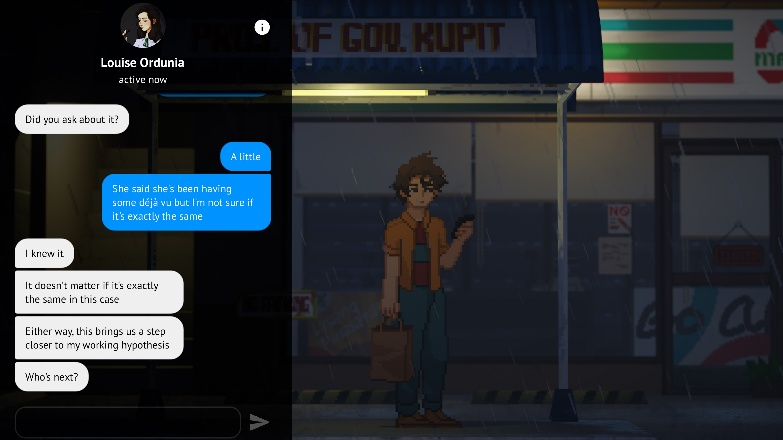 Louise Ordunia
active now
Did you ask about it?
A little
She said she's been having
some déjà vu but I'm not sure if
it's exactly the same
I knew it
It doesn't matter if it's exactly
the same in this case
Either way, this brings us a step
closer to my working hypothesis
Who's next?
OF GOV. KUPIT
NO